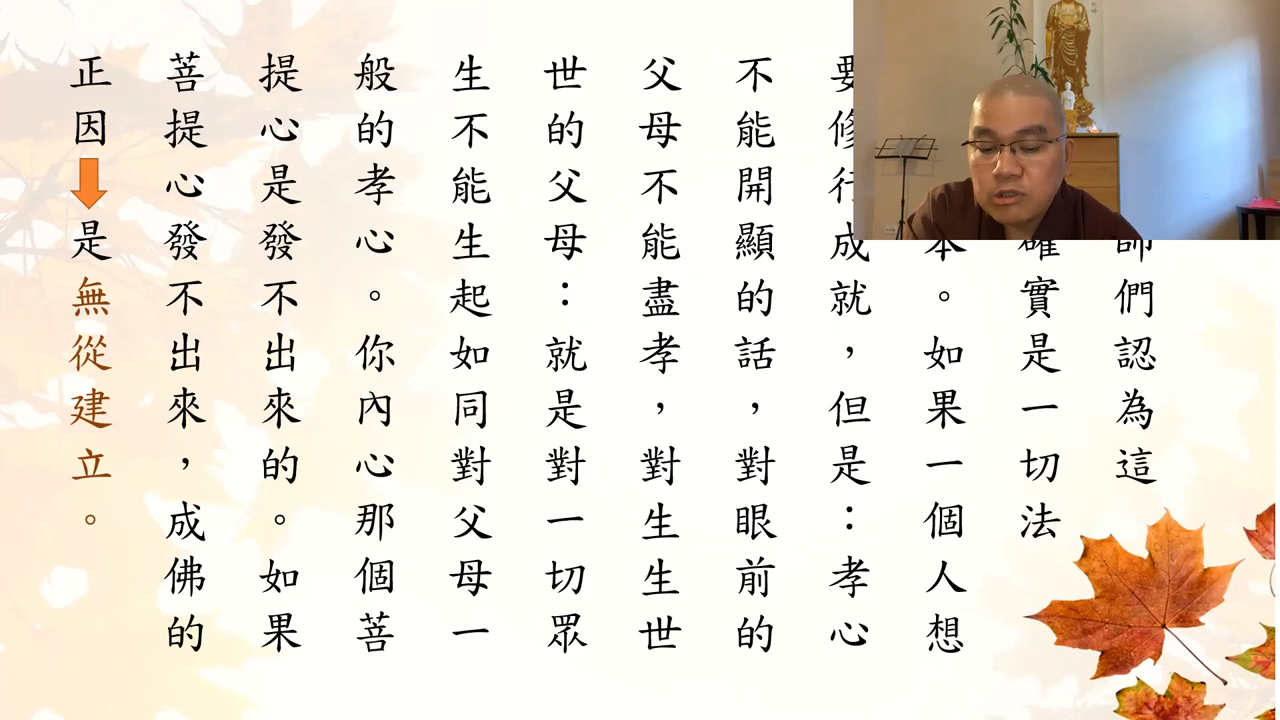 師們認為這
確實是一切法
本。如果一個人想
要修行成就，但是：孝心
不能開顯的話，對眼前的
父母不能盡孝，對生生世
世的父母：就是對一切眾
生不能生起如同對父母一
般的孝心。你內心那個菩
提心是發不出來的。如果
菩提心發不出來，成佛的
正因是無從建立。